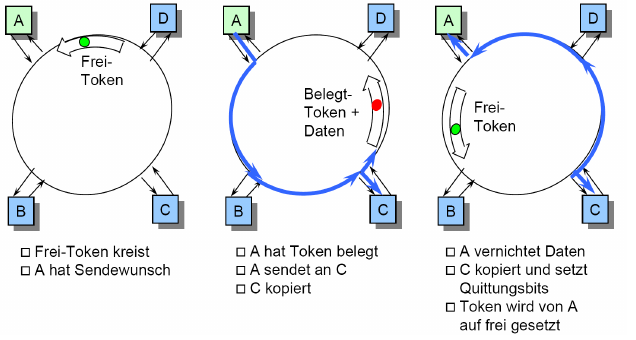 A
D
Frei-
Token
B
C
□ Frei-Token kreist
□ A hat Sendewunsch
A
D
Belegt-
Token +
Daten
B
C
□ A hat Token belegt
□ A sendet an C
□ C kopiert
A
D
Frei-
Token
B
C
□ A vernichtet Daten
□ C kopiert und setzt
Quittungsbits
□ Token wird von A
auf frei gesetzt